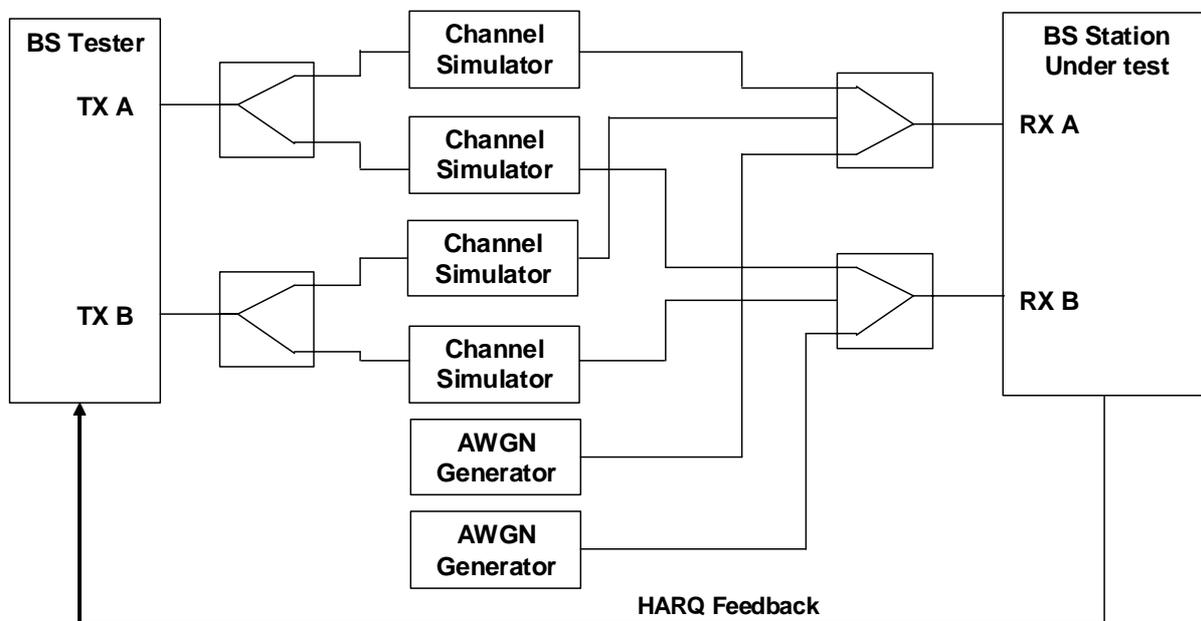 BS Tester
TX A
TX B
Channel
Simulator
Channel
Simulator
Channel
Simulator
Channel
Simulator
AWGN
Generator
AWGN
Generator
BS Station
Under test
RX A
RX B
HARQ Feedback